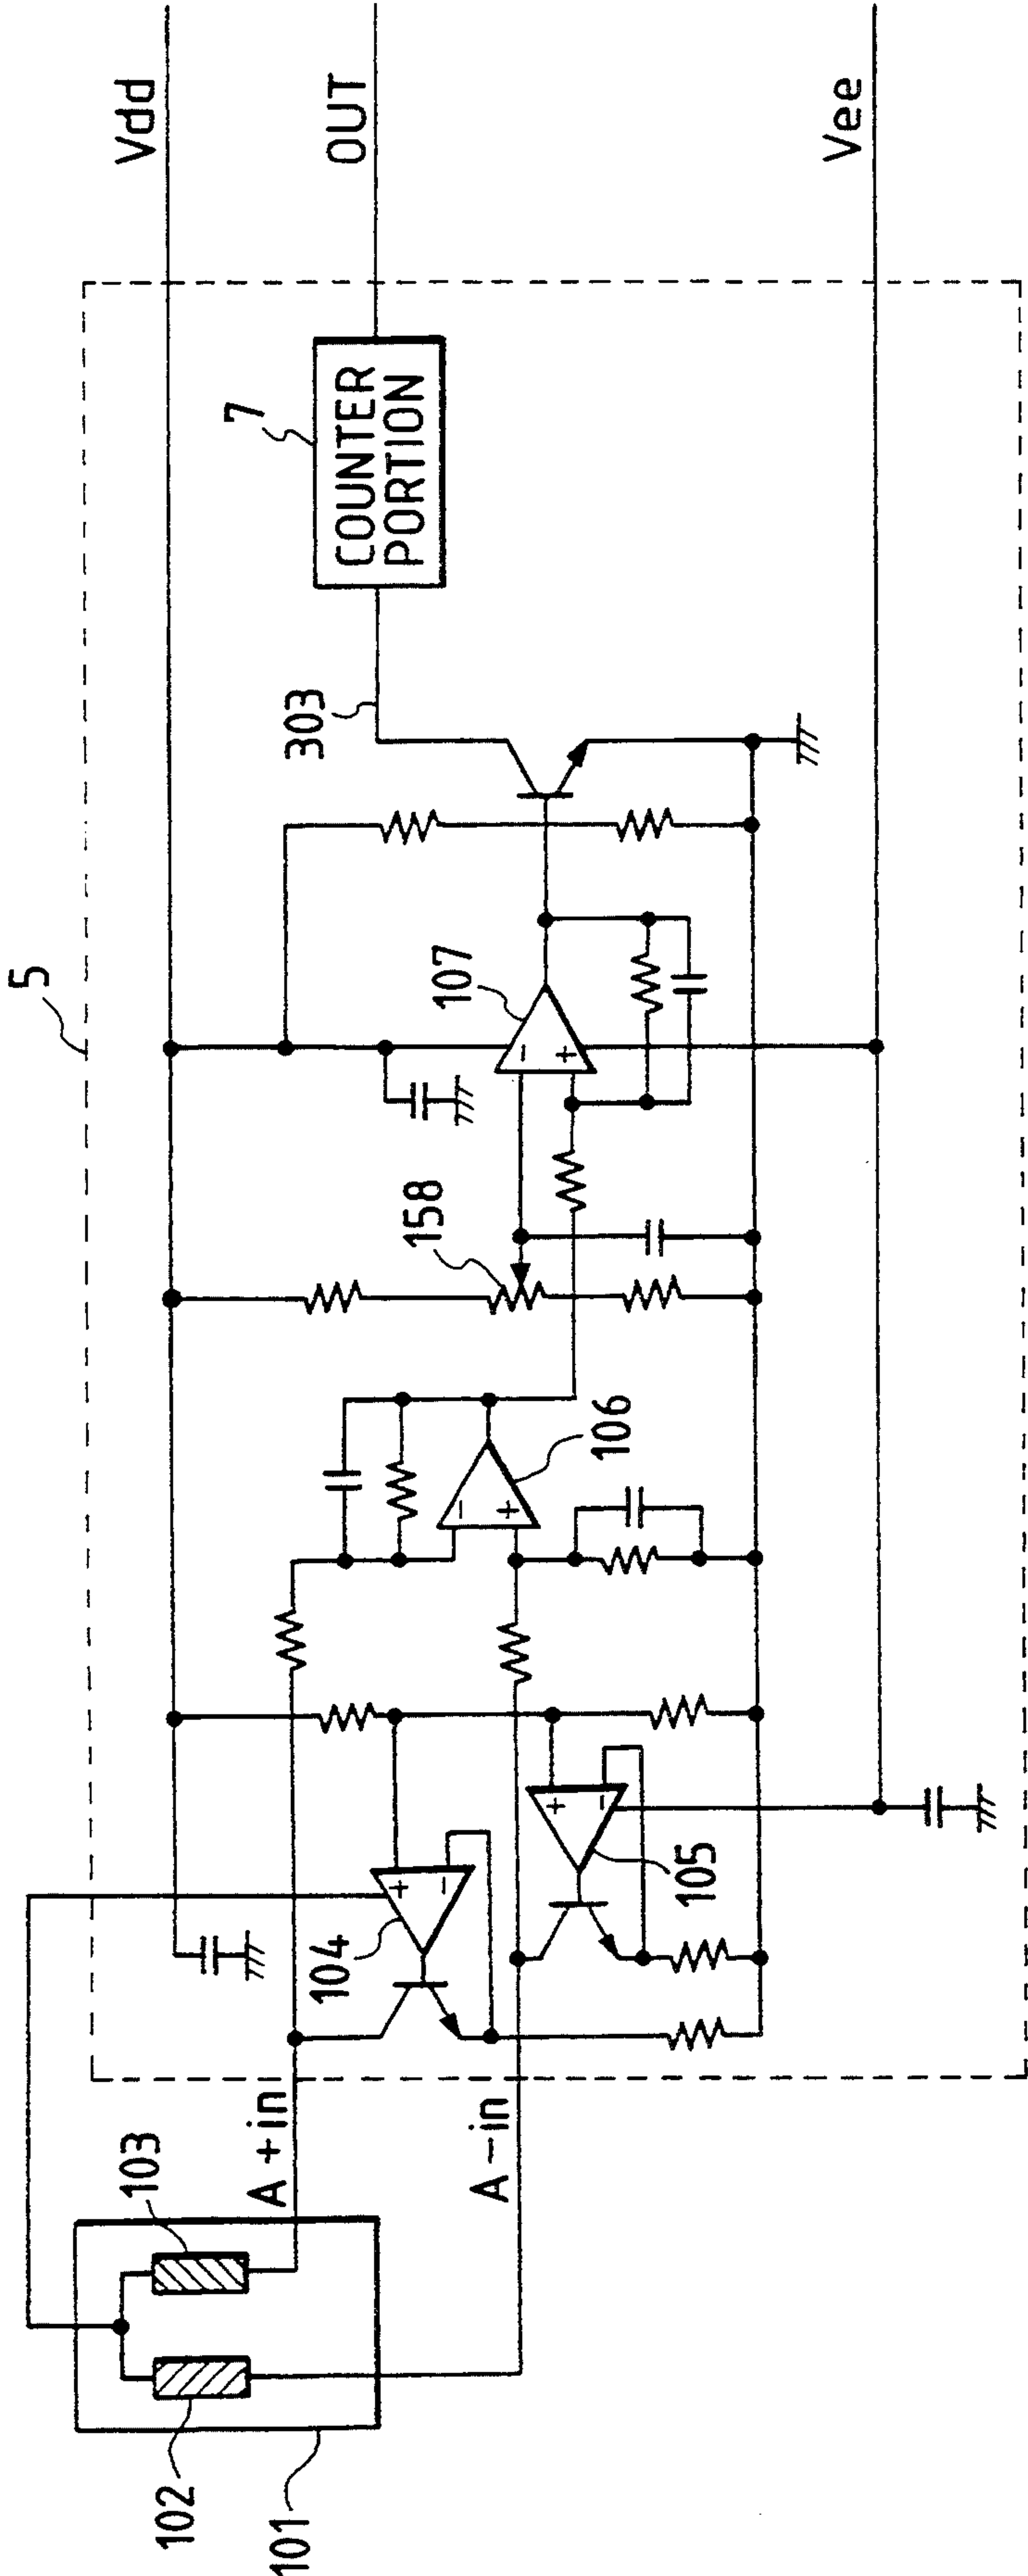 5
Vdd
7
COUNTER
PORTION
OUT
303
107
158
106
104
105
A+in
A-in
103
102
101
Vee
+
-
+
-
-
+
-
+